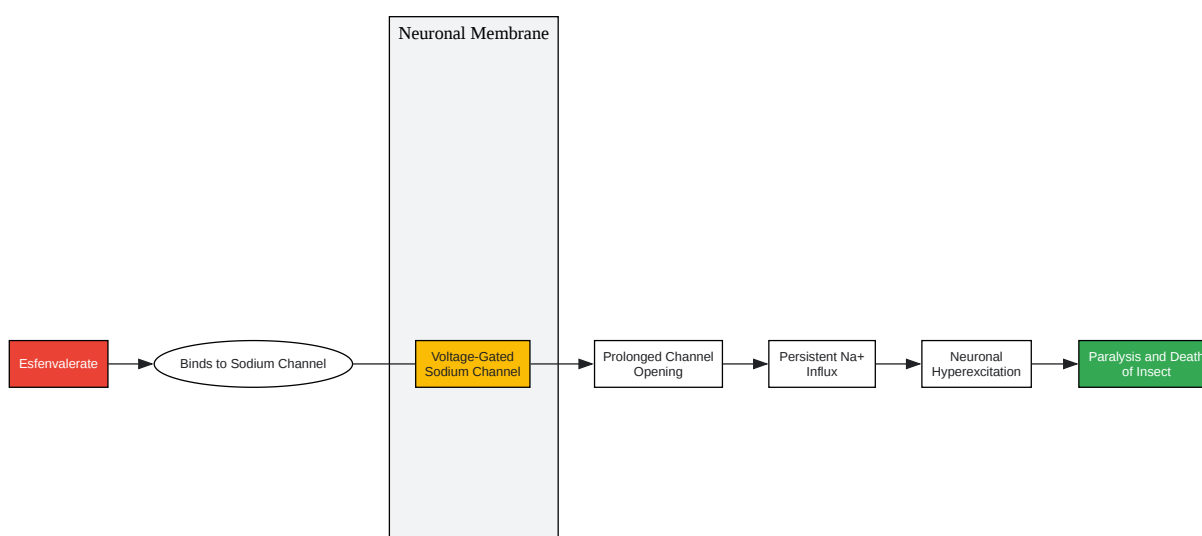 Neuronal Membrane
Esfenvalerate
Binds to Sodium Channel
Voltage-Gated
Sodium Channel
Prolonged Channel
Opening
Persistent Na+
Influx
Neuronal
Hyperexcitation
Paralysis and Death
of Insect